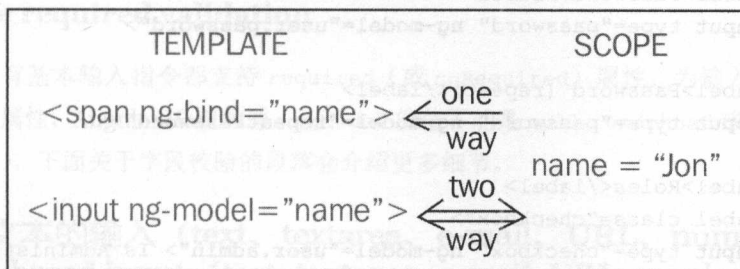 TEMPLATE SCOPE
<span ng-bind="name"> one way
name = "Jon"
<input ng-model="name"> two way